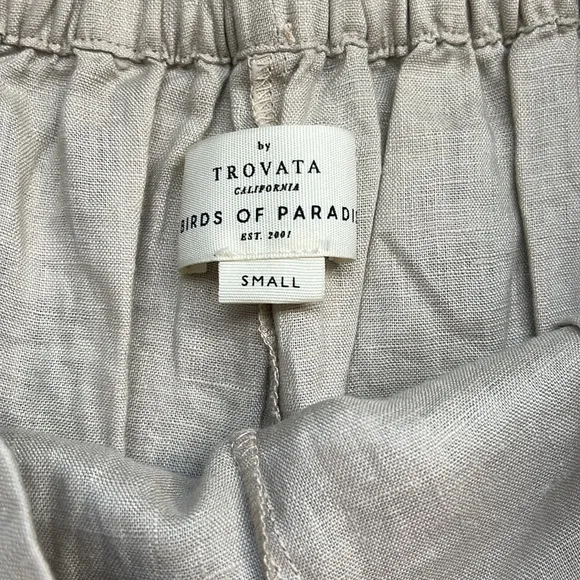 by
TROVATA
CALIFORNIA
BIRDS OF PARADI
EST. 2001
SMALL